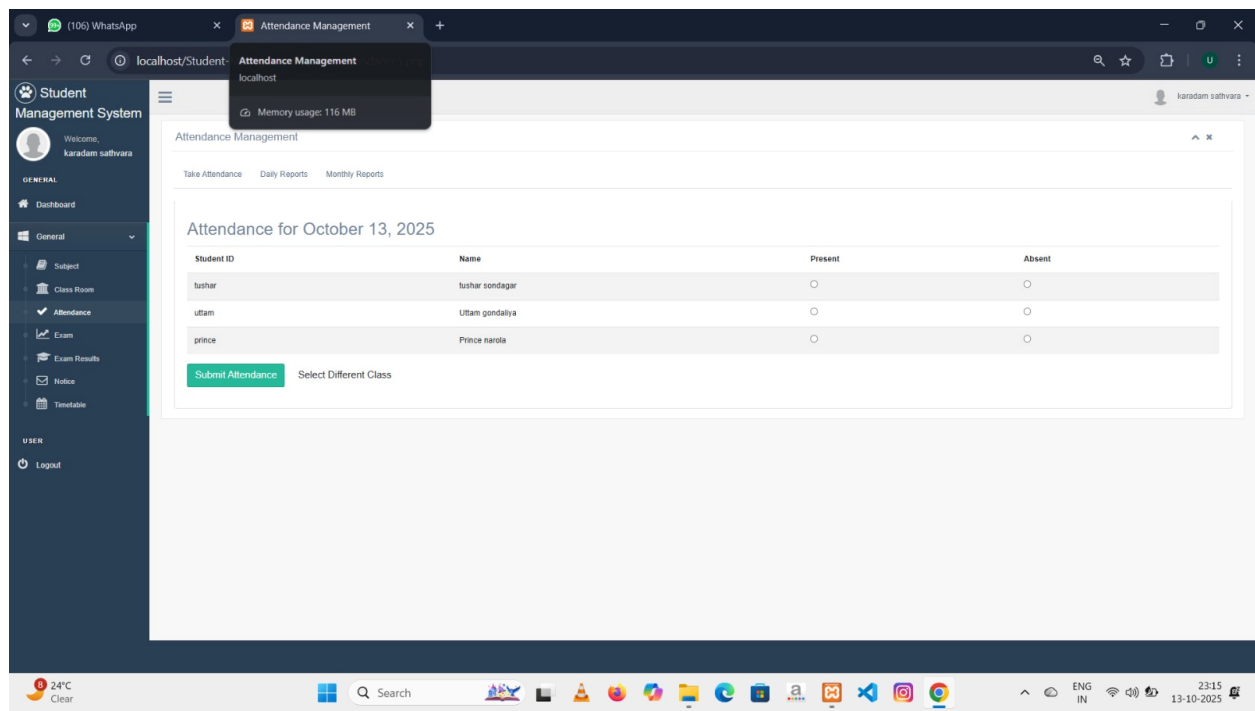 (106) WhatsApp
Attendance Management
localhost/Student-
Attendance Management
localhost
Memory usage: 116 MB
U
Student
Management System
Welcome,
karadam sathvara
karadam sathvara
GENERAL
Dashboard
General
Subject
Class Room
Attendance
Exam
Exam Results
Notice
Timetable
USER
Logout
Attendance Management
Take Attendance Daily Reports Monthly Reports
Attendance for October 13, 2025
Student ID Name Present Absent
tushar tushar sondagar
uttam Uttam gondaliya
prince Prince narola
Submit Attendance Select Different Class
8
24°C
Clear
Search
a
ENG
IN
23:15
13-10-2025